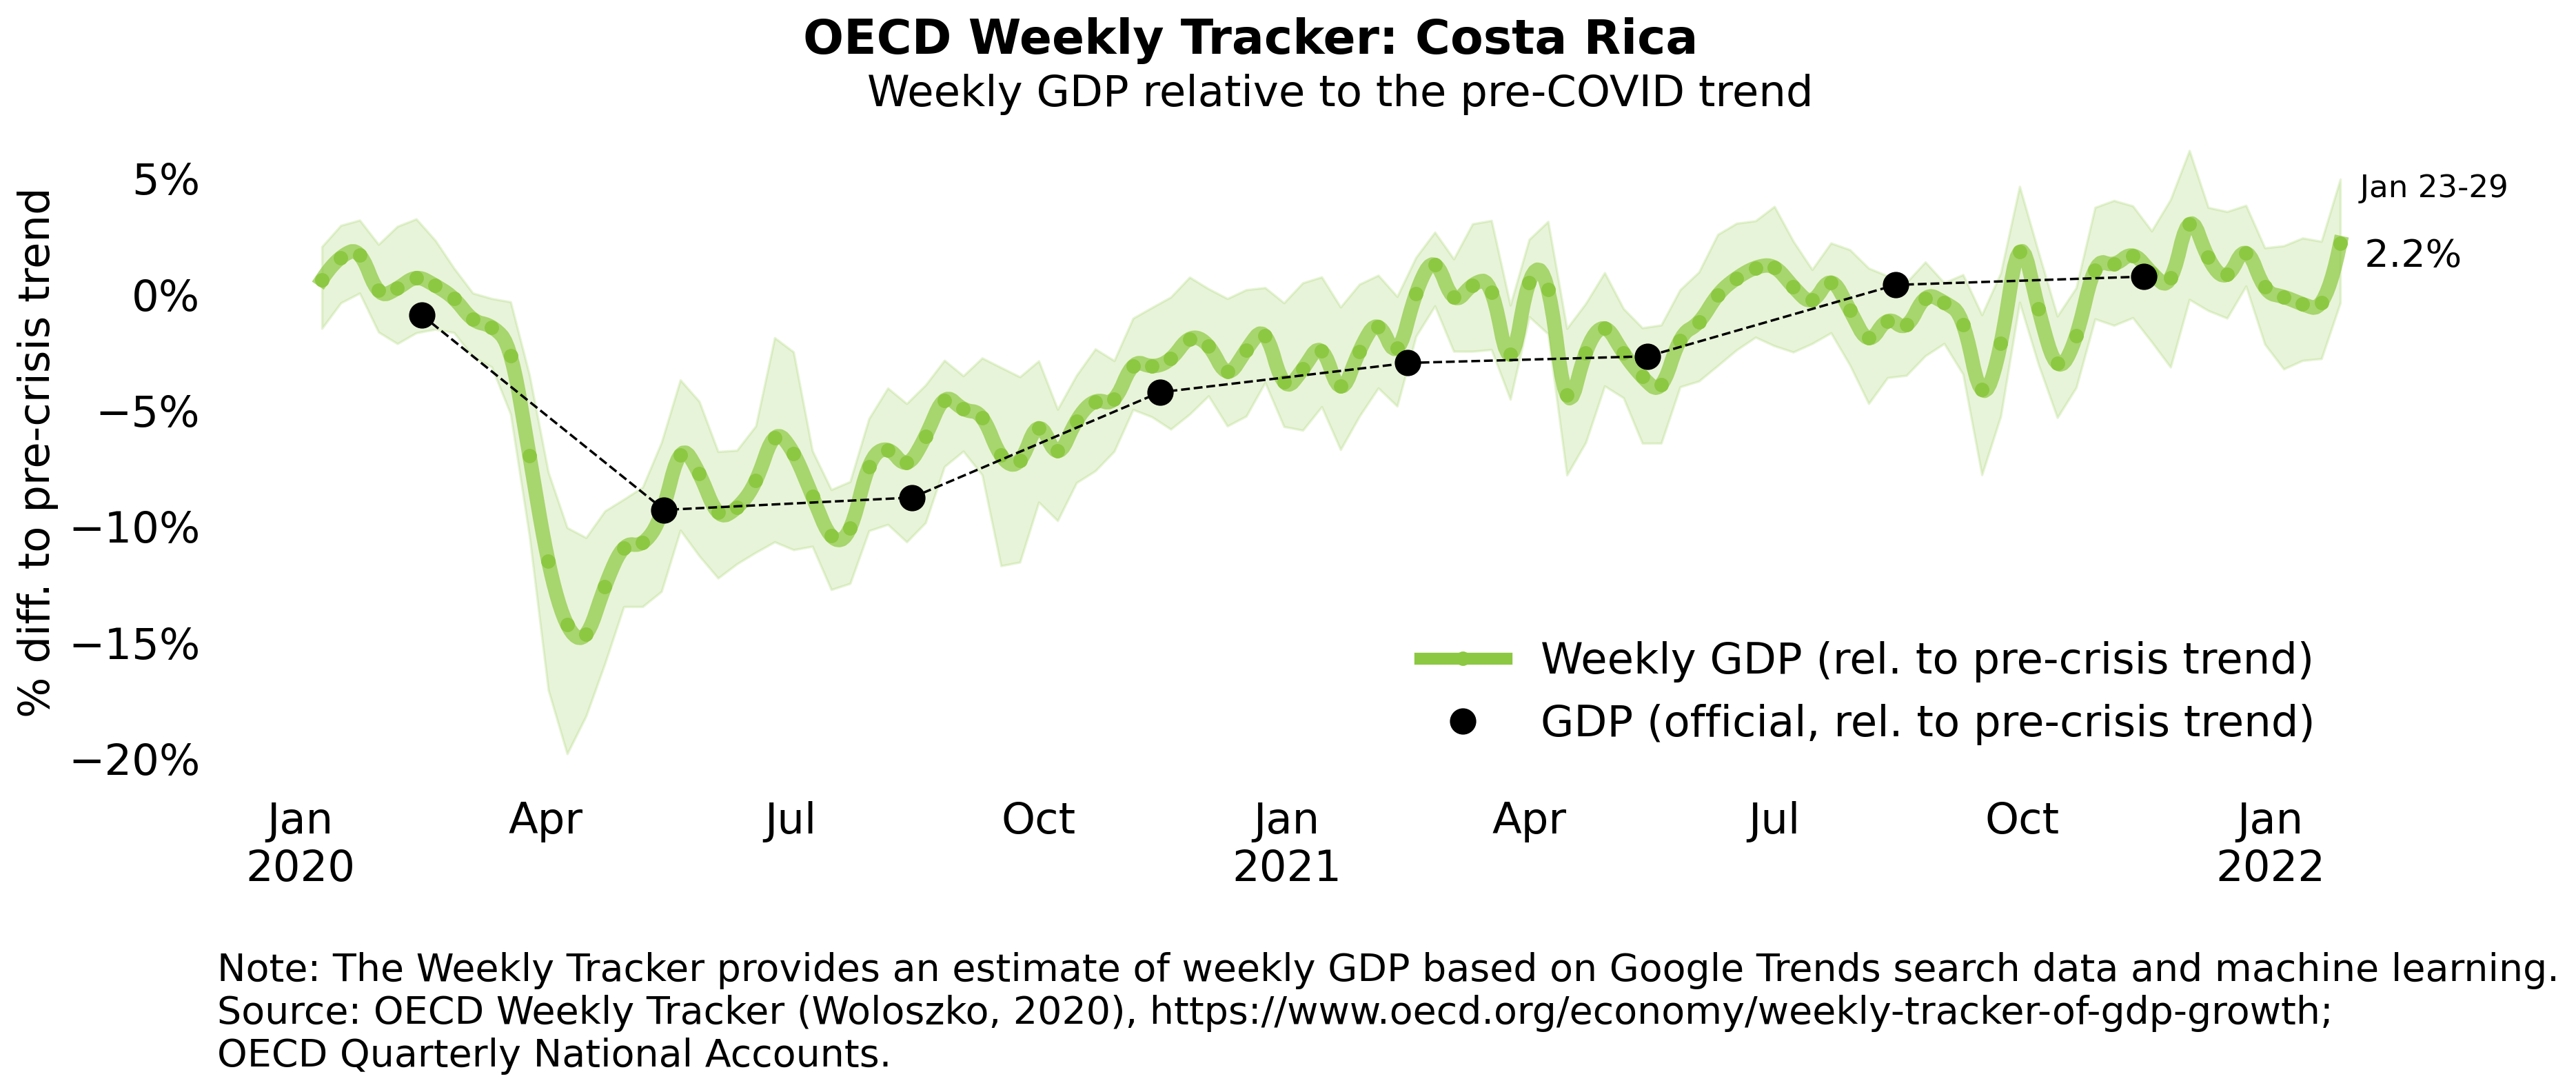 OECD Weekly Tracker: Costa Rica
Weekly GDP relative to the pre-COVID trend
% diff. to pre-crisis trend
5%
0%
−5%
−10%
−15%
−20%
Jan 23-29
2.2%
Weekly GDP (rel. to pre-crisis trend)
GDP (official, rel. to pre-crisis trend)
Jan Apr Jul Oct Jan Apr Jul Oct Jan
2020 2021 2022
Note: The Weekly Tracker provides an estimate of weekly GDP based on Google Trends search data and machine learning.
Source: OECD Weekly Tracker (Woloszko, 2020), https://www.oecd.org/economy/weekly-tracker-of-gdp-growth;
OECD Quarterly National Accounts.